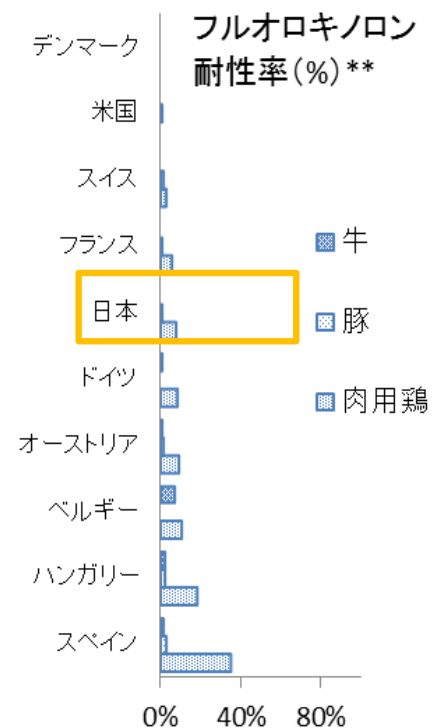 フルオロキノロン
耐性率(%)**
デンマーク
米国
スイス
フランス
日本
ドイツ
オーストリア
ベルギー
ハンガリー
スペイン
牛
豚
肉用鶏
0% 40% 80%